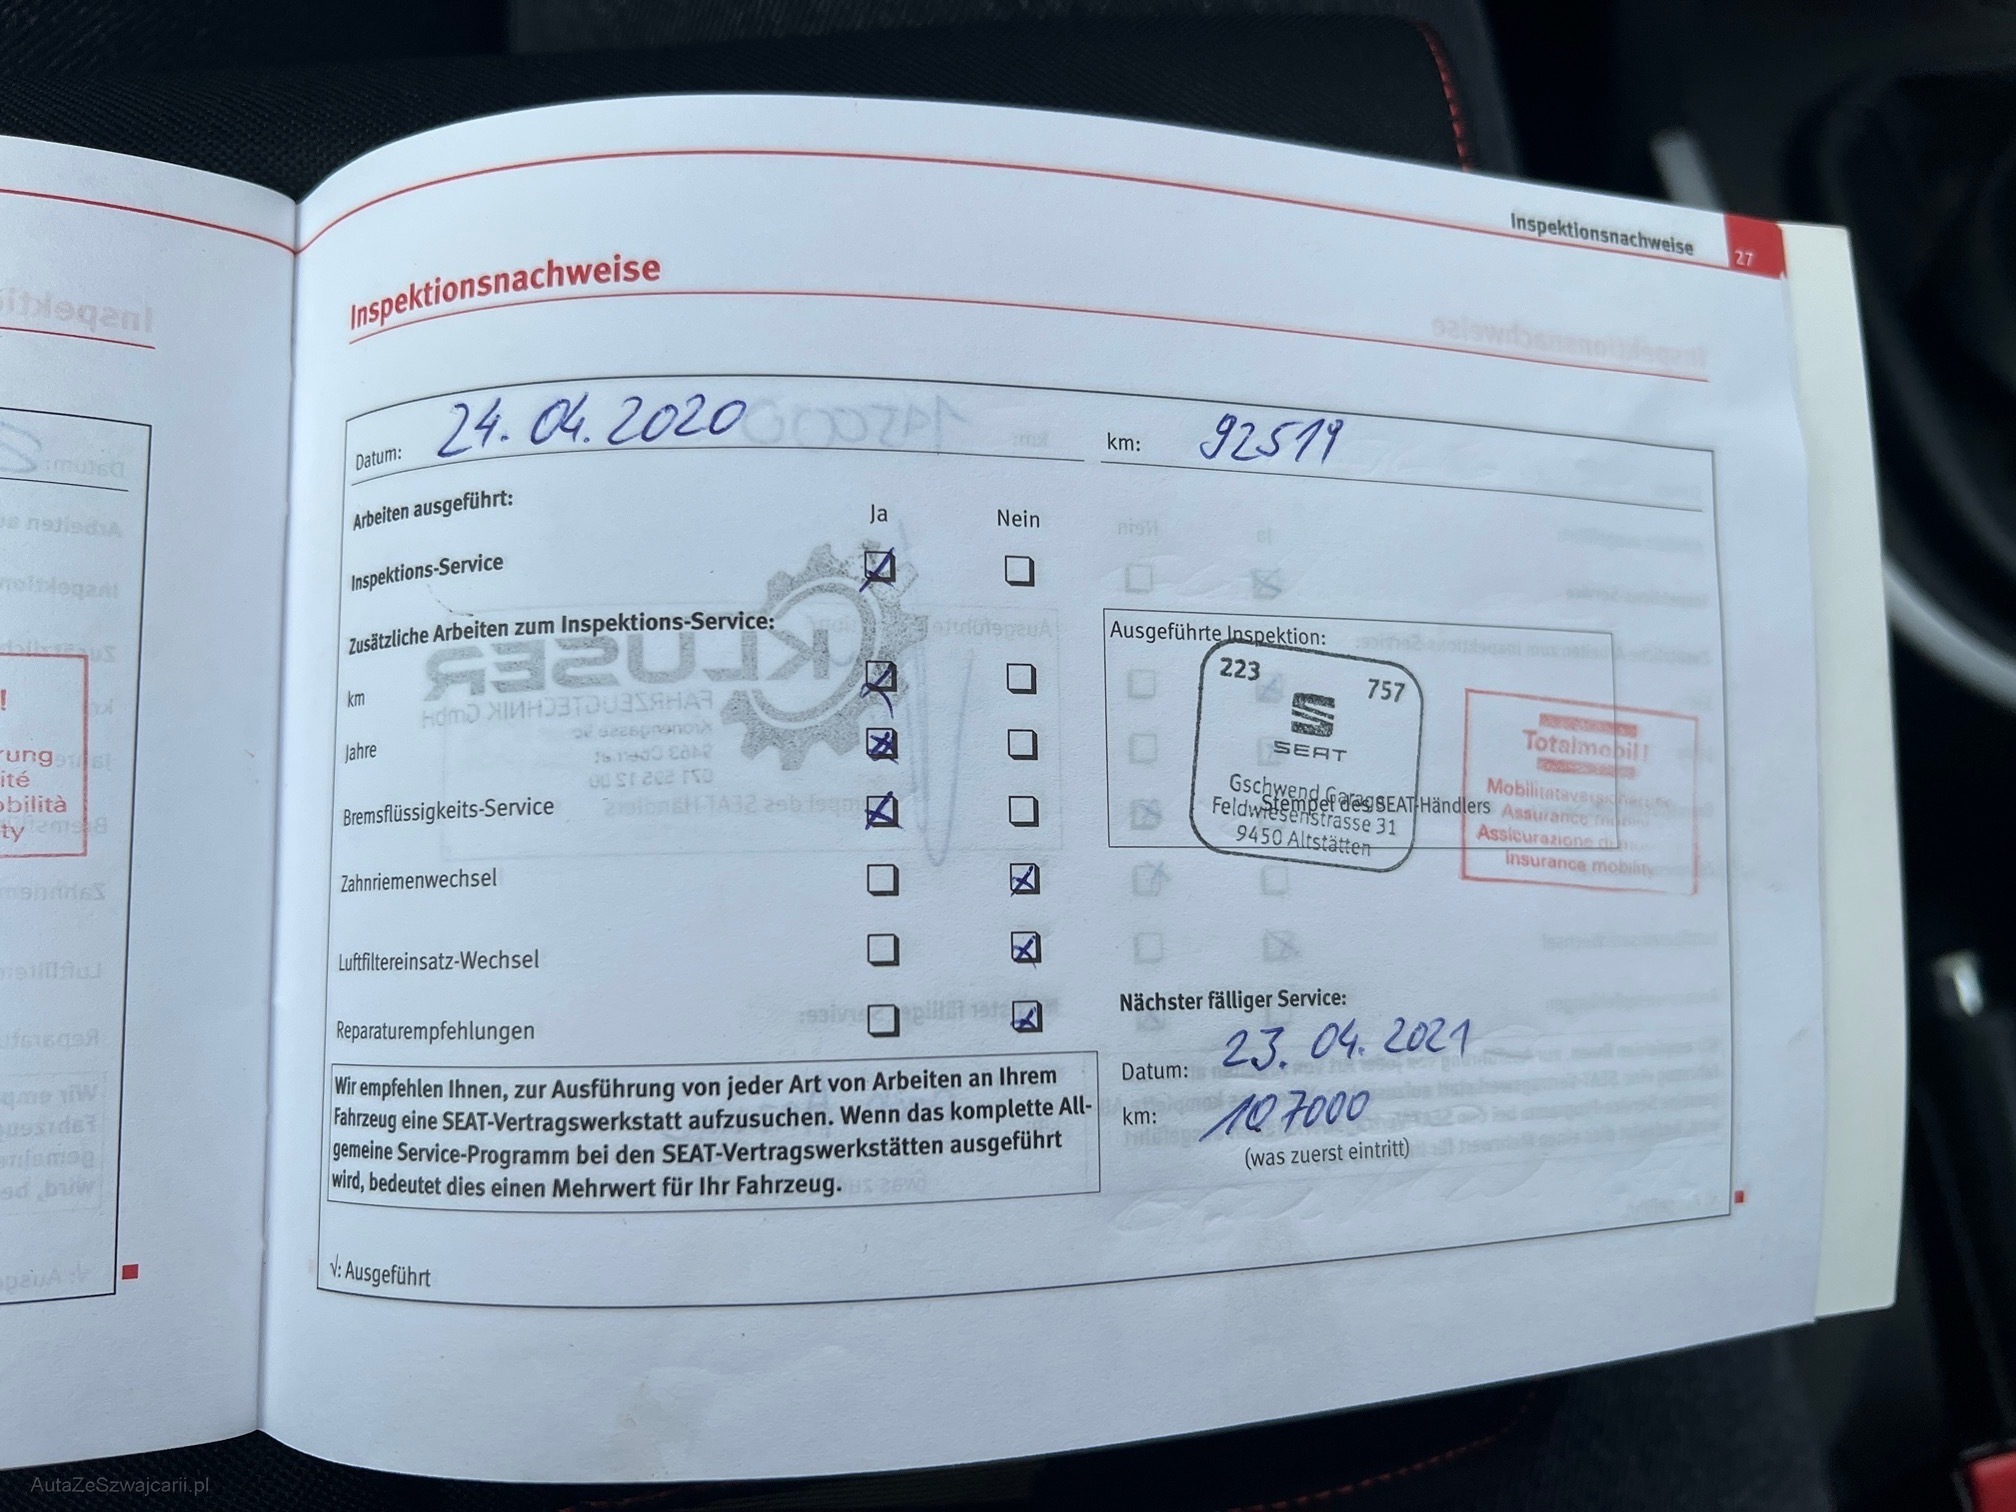 Inspektionsnachweise 27
Inspektionsnachweise
Datum: 24.04.2020 km: 92519
Arbeiten ausgeführt: Ja Nein
Inspektions-Service
Zusätzliche Arbeiten zum Inspektions-Service:
km
Jahre
Bremsflüssigkeits-Service
Zahnriemenwechsel
Luftfiltereinsatz-Wechsel
Reparaturempfehlungen
Wir empfehlen Ihnen, zur Ausführung von jeder Art von Arbeiten an Ihrem
Fahrzeug eine SEAT-Vertragswerkstatt aufzusuchen. Wenn das komplette All-
gemeine Service-Programm bei den SEAT-Vertragswerkstätten ausgeführt
wird, bedeutet dies einen Mehrwert für Ihr Fahrzeug.
√: Ausgeführt
Ausgeführte Inspektion:
223 757
SEAT
Gschwend Garage
Stempel des SEAT-Händlers
Feldwiesenstrasse 31
9450 Altstätten
Totalmobil!
Mobilitätsversicherung
Assurance
Assicurazione
Insurance mobility
Nächster fälliger Service:
Datum: 23.04.2021
km: 107000
(was zuerst eintritt)
!
rung
ité
obilità
ty
KLUSER
FAHRZEUGTECHNIK GmbH
AutaZeSzwajcarii.pl